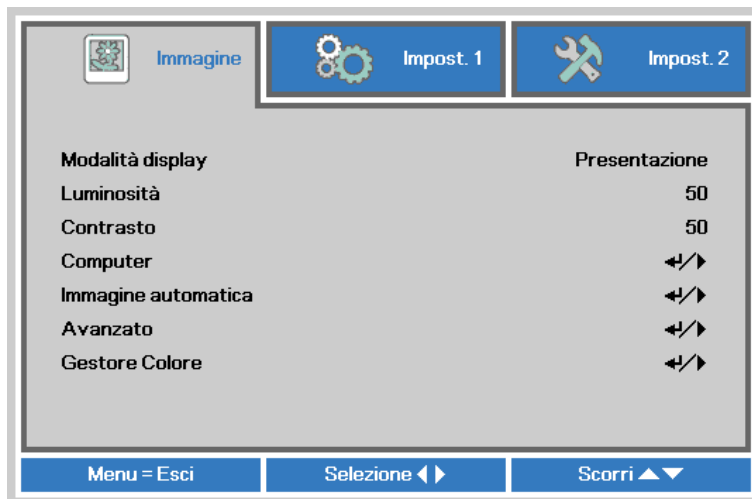 Immagine Impost. 1 Impost. 2
Modalità display Presentazione
Luminosità 50
Contrasto 50
Computer ↵/▶
Immagine automatica ↵/▶
Avanzato ↵/▶
Gestore Colore ↵/▶
Menu = Esci Selezione ◀ ▶ Scorri ▲▼